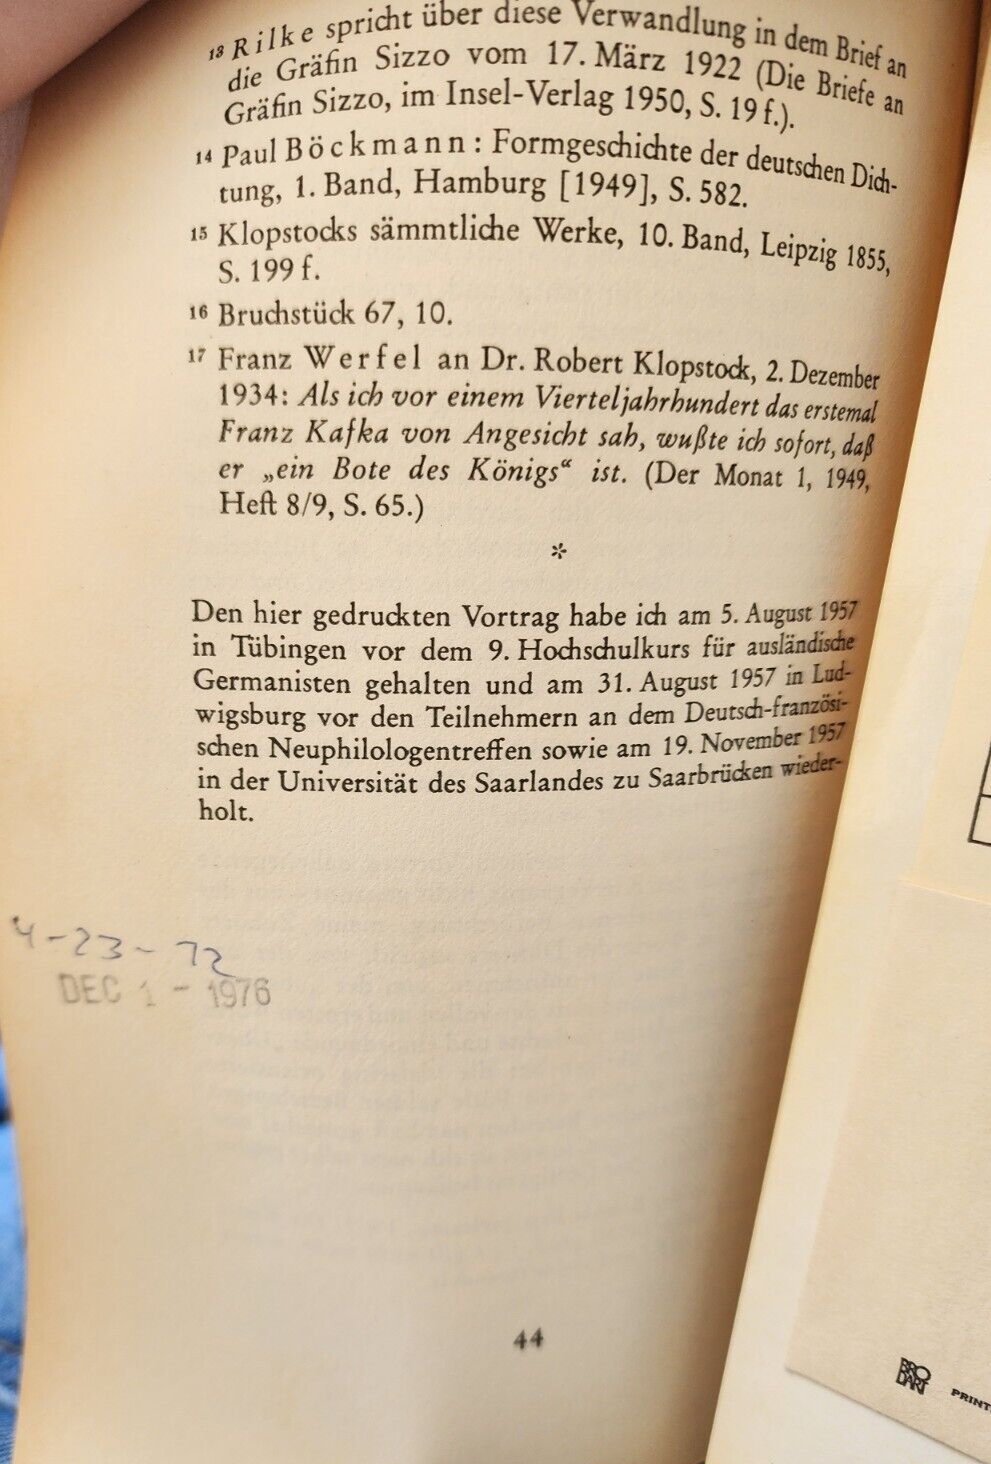 13 Rilke spricht über diese Verwandlung in dem Brief an
die Gräfin Sizzo vom 17. März 1922 (Die Briefe an
Gräfin Sizzo, im Insel-Verlag 1950, S. 19 f.).
14 Paul Böckmann: Formgeschichte der deutschen Dich-
tung, 1. Band, Hamburg [1949], S. 582.
15 Klopstocks sämmtliche Werke, 10. Band, Leipzig 1855,
S. 199 f.
16 Bruchstück 67, 10.
17 Franz Werfel an Dr. Robert Klopstock, 2. Dezember
1934: Als ich vor einem Vierteljahrhundert das erstemal
Franz Kafka von Angesicht sah, wußte ich sofort, daß
er „ein Bote des Königs“ ist. (Der Monat 1, 1949,
Heft 8/9, S. 65.)
*
Den hier gedruckten Vortrag habe ich am 5. August 1957
in Tübingen vor dem 9. Hochschulkurs für ausländische
Germanisten gehalten und am 31. August 1957 in Lud-
wigsburg vor den Teilnehmern an dem Deutsch-französi-
schen Neuphilologentreffen sowie am 19. November 1957
in der Universität des Saarlandes zu Saarbrücken wieder-
holt.
4-23-72
DEC 1 - 1976
44
BRO
DART
PRINT